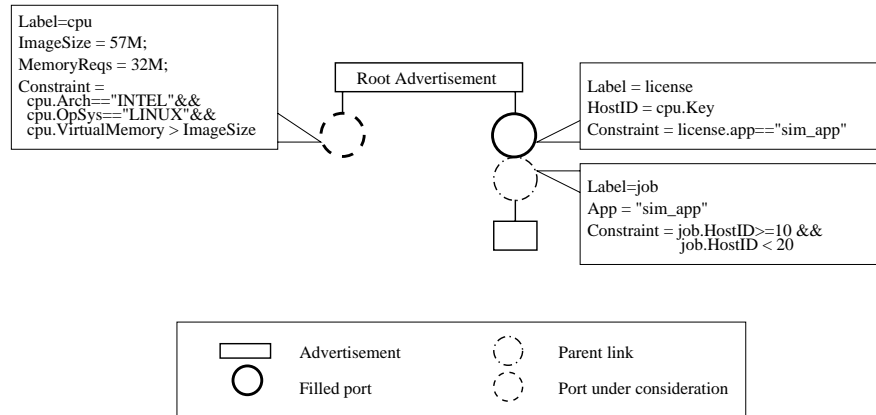 Label=cpu
ImageSize = 57M;
MemoryReqs = 32M;
Constraint =
cpu.Arch=="INTEL"&&
cpu.OpSys=="LINUX"&&
cpu.VirtualMemory > ImageSize
Root Advertisement
Label = license
HostID = cpu.Key
Constraint = license.app=="sim_app"
Label=job
App = "sim_app"
Constraint = job.HostID>=10 &&
job.HostID < 20
Advertisement
Parent link
Filled port
Port under consideration